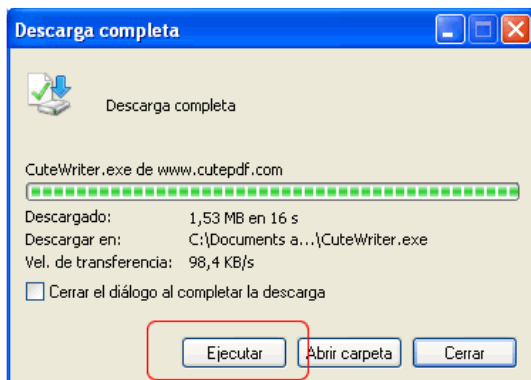 Descarga completa
Descarga completa
CuteWriter.exe de www.cutepdf.com
Descargado: 1,53 MB en 16 s
Descargar en: C:\Documents a...\CuteWriter.exe
Vel. de transferencia: 98,4 KB/s
Cerrar el diálogo al completar la descarga
Ejecutar Abrir carpeta Cerrar